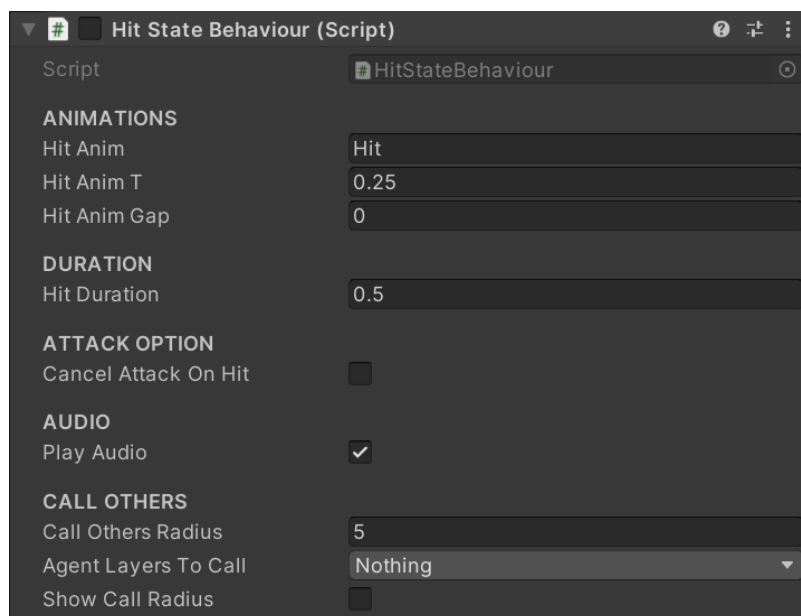 # Hit State Behaviour (Script)
Script # HitStateBehaviour
ANIMATIONS
Hit Anim Hit
Hit Anim T 0.25
Hit Anim Gap 0
DURATION
Hit Duration 0.5
ATTACK OPTION
Cancel Attack On Hit
AUDIO
Play Audio
CALL OTHERS
Call Others Radius 5
Agent Layers To Call Nothing
Show Call Radius